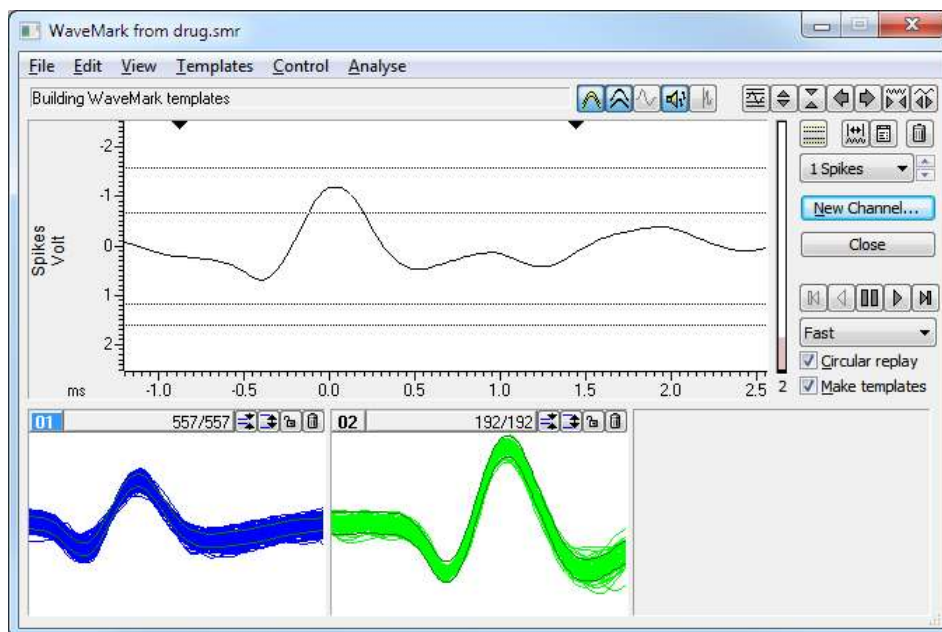 WaveMark from drug.smr
File Edit View Templates Control Analyse
Building WaveMark templates
-2
-1
0
1
2
Spikes
Volt
ms -1.0 -0.5 0.0 0.5 1.0 1.5 2.0 2.5
2
1 Spikes
New Channel...
Close
Fast
Circular replay
Make templates
01 557/557
02 192/192